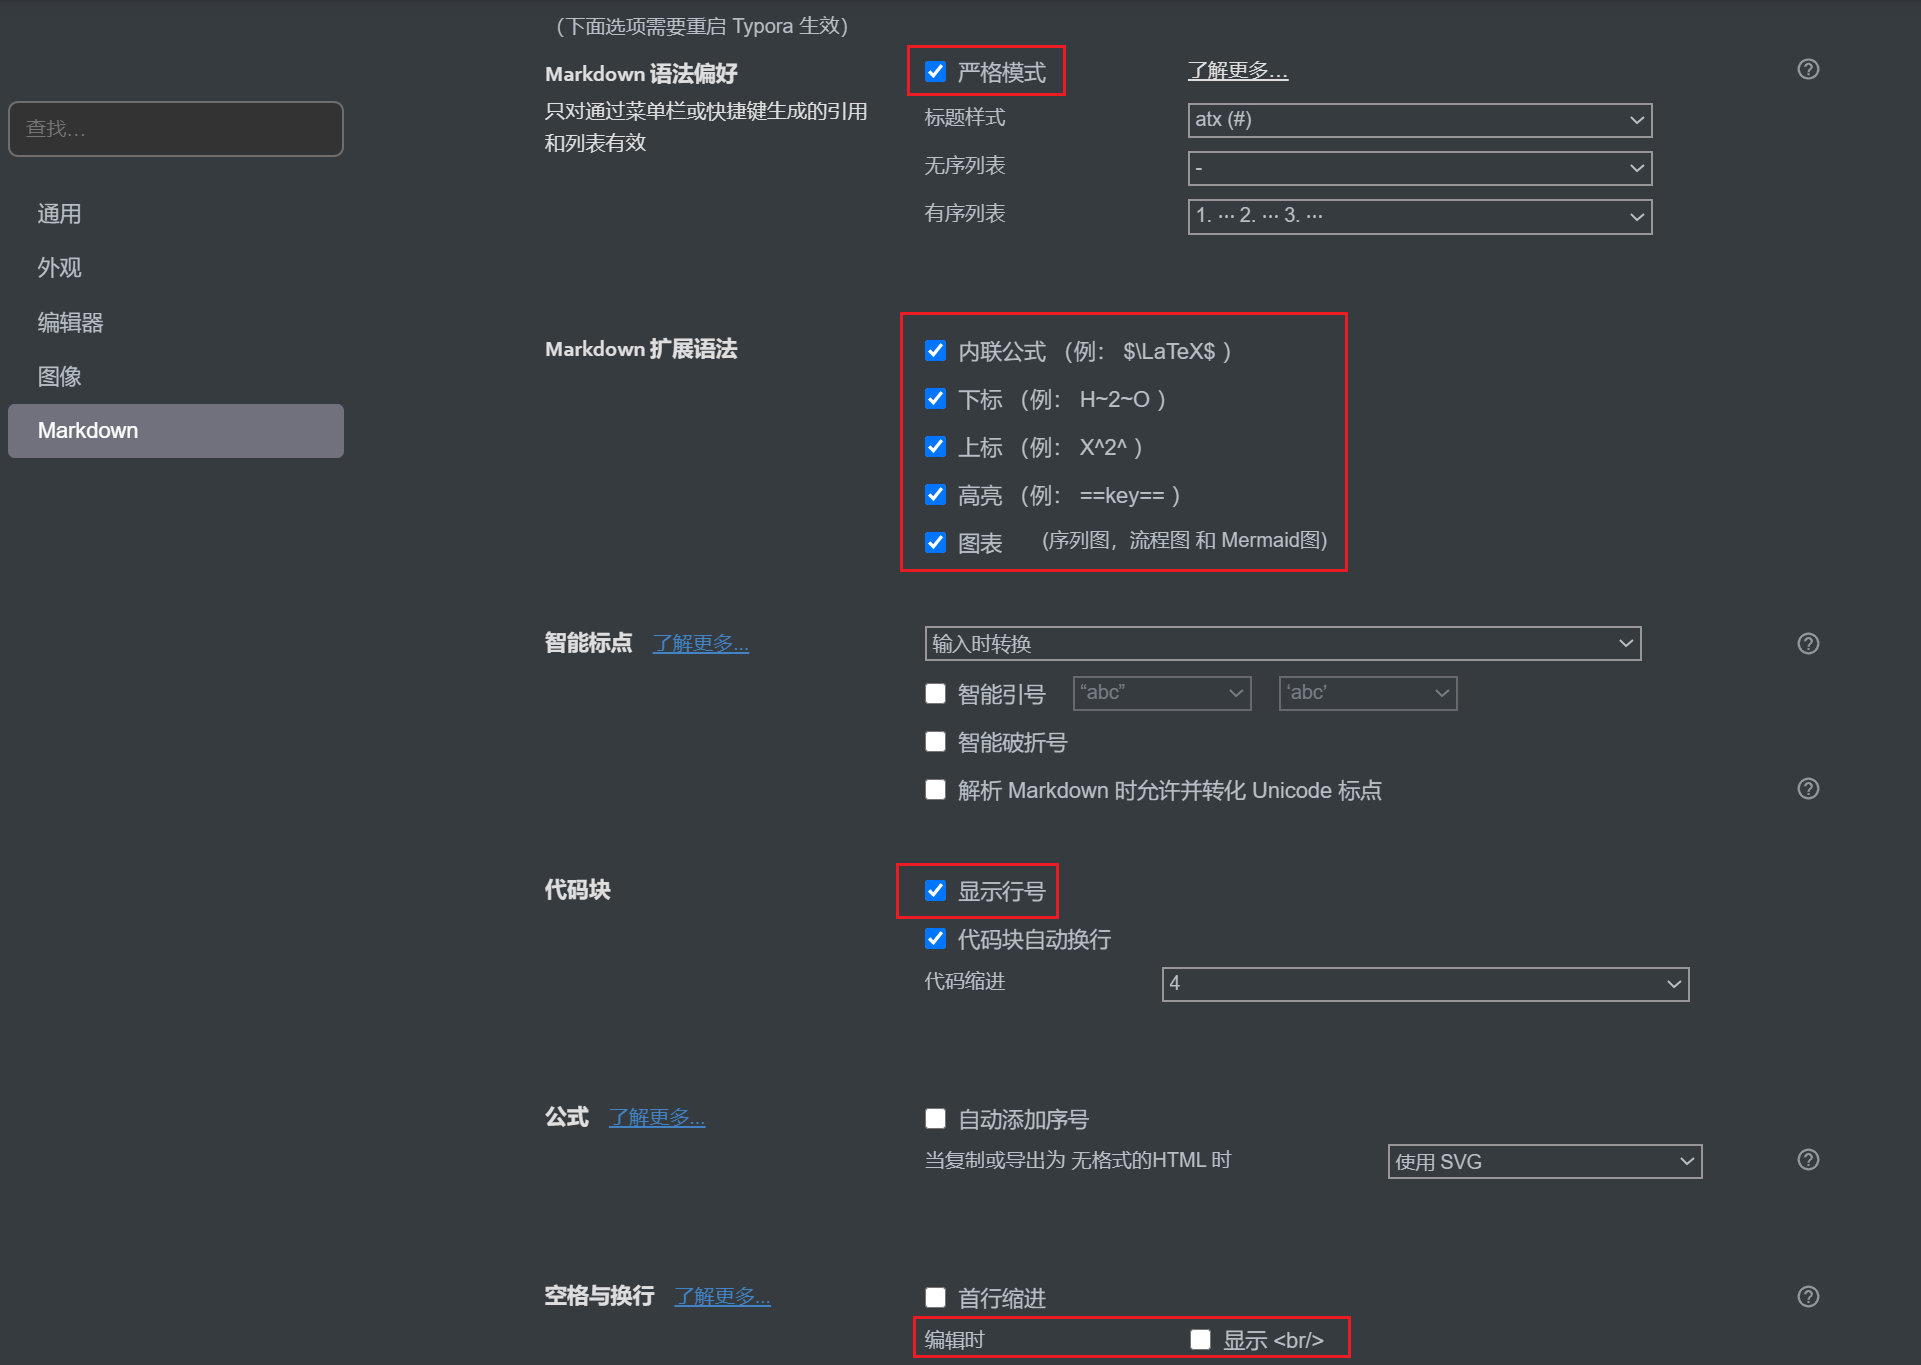 （下面选项需要重启 Typora 生效）
查找...
通用
外观
编辑器
图像
Markdown
Markdown 语法偏好
只对通过菜单栏或快捷键生成的引用
和列表有效
严格模式
了解更多...
标题样式
atx (#)
无序列表
-
有序列表
1. ··· 2. ··· 3. ···
Markdown 扩展语法
内联公式 （例： $\LaTeX$ ）
下标 （例： H~2~O ）
上标 （例： X^2^ ）
高亮 （例： ==key== ）
图表 (序列图，流程图 和 Mermaid图)
智能标点 了解更多...
输入时转换
智能引号 “abc” ‘abc’
智能破折号
解析 Markdown 时允许并转化 Unicode 标点
代码块
显示行号
代码块自动换行
代码缩进 4
公式 了解更多...
自动添加序号
当复制或导出为 无格式的HTML 时 使用 SVG
空格与换行 了解更多...
首行缩进
编辑时 显示 <br/>